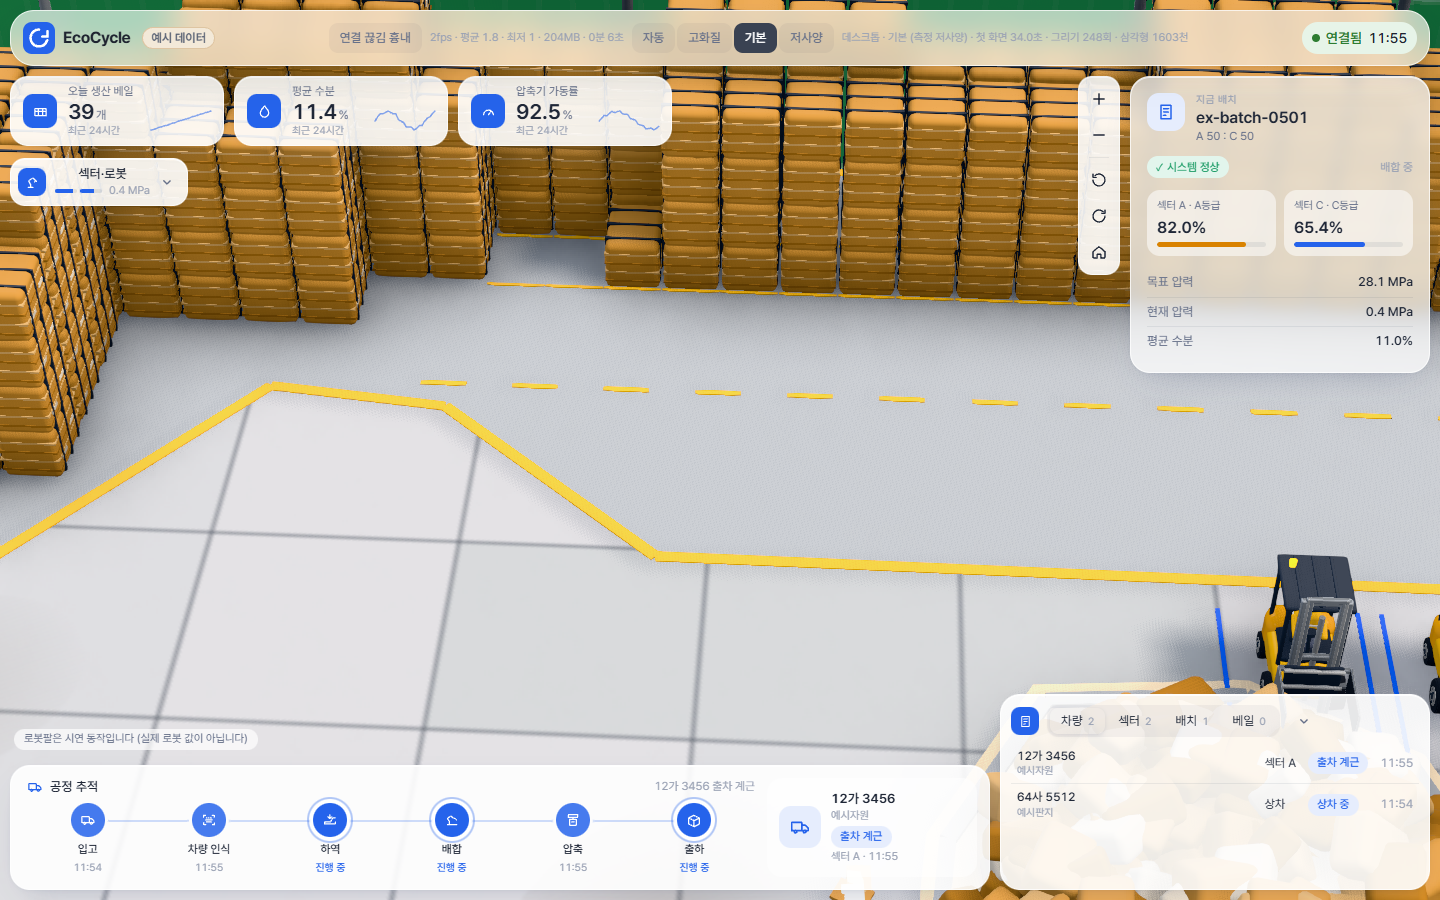 EcoCycle 예시 데이터 연결 끊김 흉내 2fps · 평균 1.8 · 최저 1 · 204MB · 0분 6초 자동 고화질 기본 저사양 데스크톱 · 기본 (측정 저사양) · 첫 화면 34.0초 · 그리기 248회 · 삼각형 1603천 연결됨 11:55
오늘 생산 베일
39개
최근 24시간
평균 수분
11.4%
최근 24시간
압축기 가동률
92.5%
최근 24시간
섹터·로봇
0.4 MPa
지금 배치
ex-batch-0501
A 50 : C 50
✓ 시스템 정상 배합 중
섹터 A · A등급
82.0%
섹터 C · C등급
65.4%
목표 압력 28.1 MPa
현재 압력 0.4 MPa
평균 수분 11.0%
로봇팔은 시연 동작입니다 (실제 로봇 값이 아닙니다)
공정 추적 12가 3456 출차 계근
입고
11:54
차량 인식
11:55
하역
진행 중
배합
진행 중
압축
11:55
출하
진행 중
12가 3456
예시자원
출차 계근
섹터 A · 11:55
차량 2 섹터 2 배치 1 베일 0
12가 3456
예시자원
섹터 A 출차 계근 11:55
64사 5512
예시판지
상차 상차 중 11:54